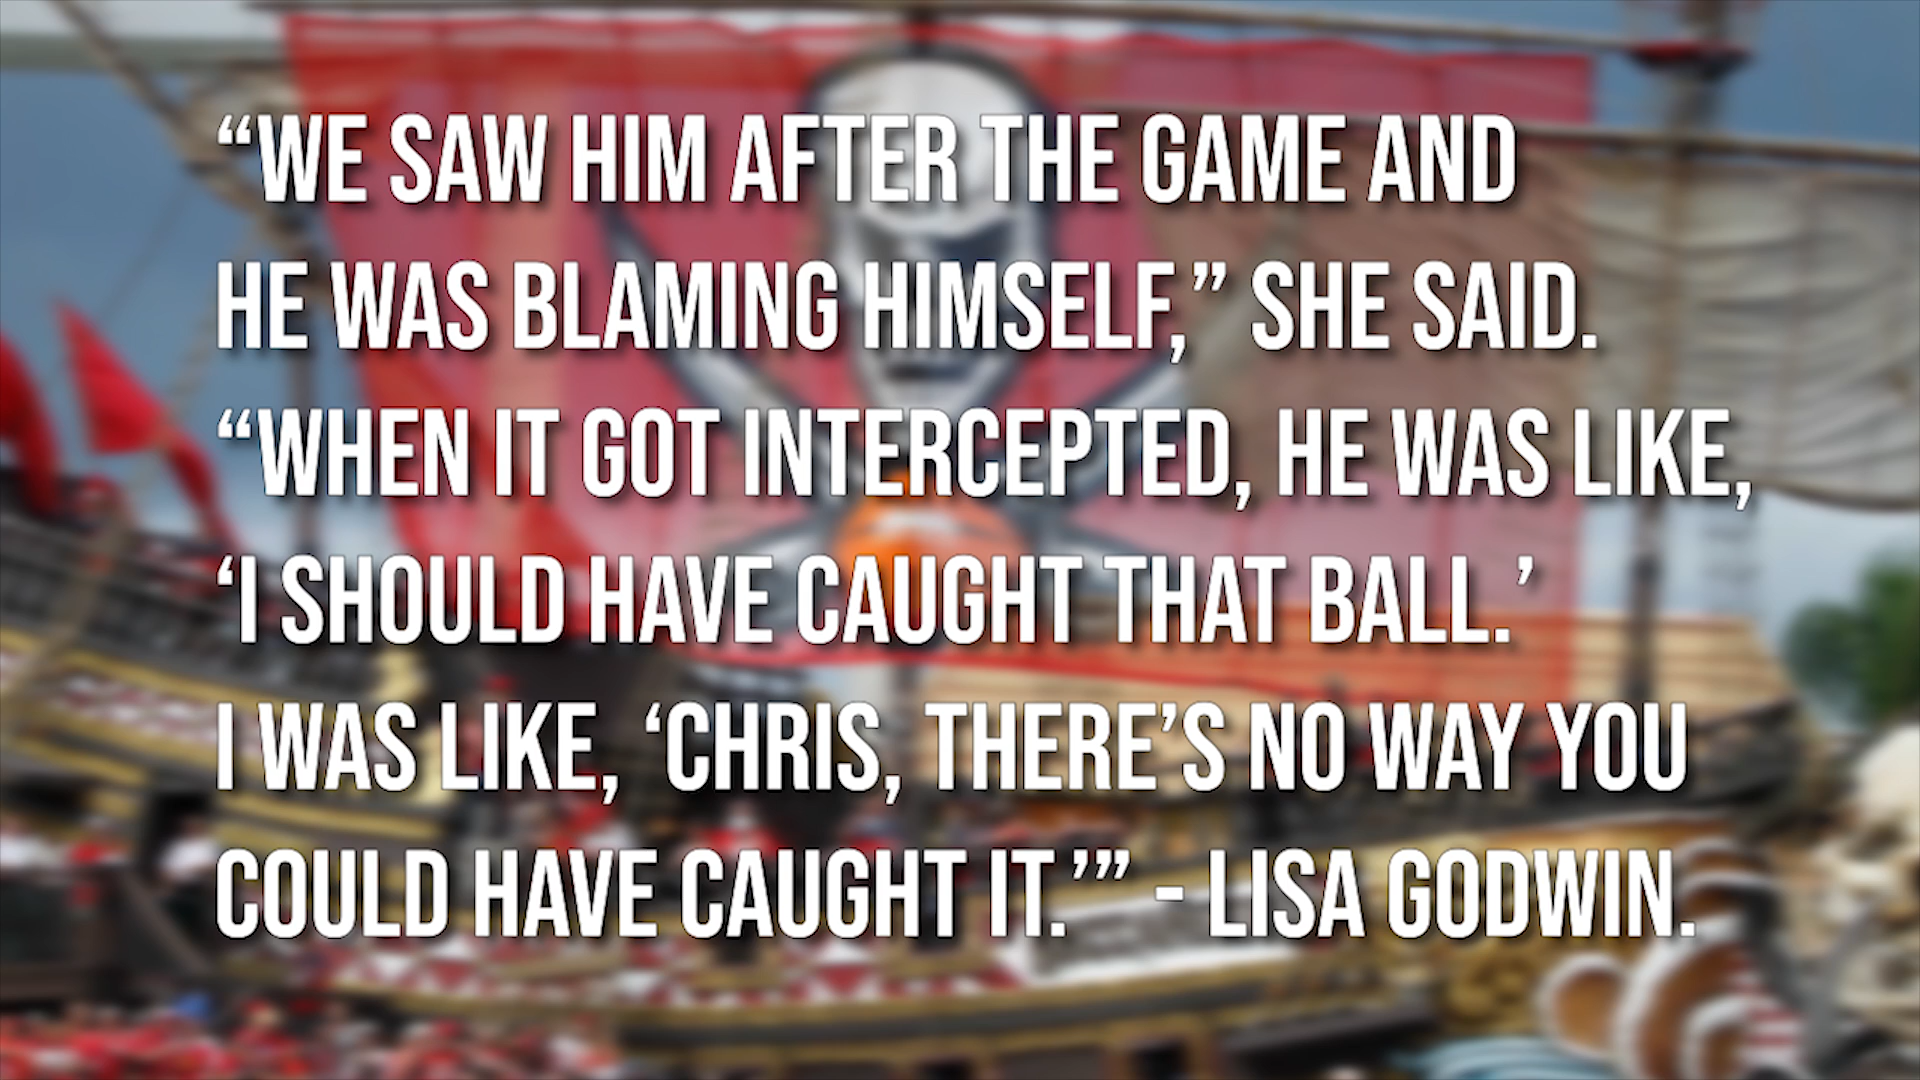 “WE SAW HIM AFTER THE GAME AND
HE WAS BLAMING HIMSELF,” SHE SAID.
“WHEN IT GOT INTERCEPTED, HE WAS LIKE,
‘I SHOULD HAVE CAUGHT THAT BALL.’
I WAS LIKE, ‘CHRIS, THERE’S NO WAY YOU
COULD HAVE CAUGHT IT.’” - LISA GODWIN.